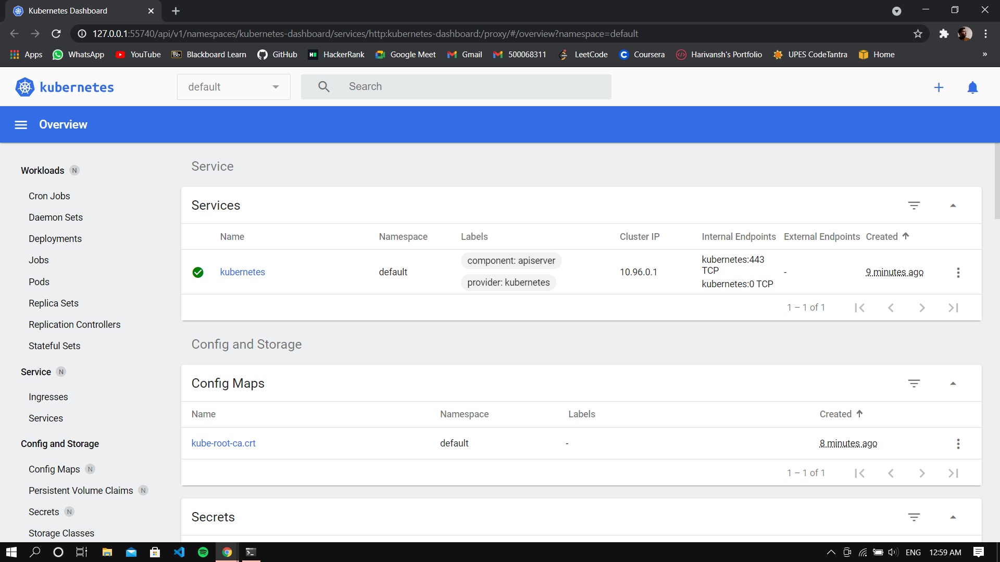 Kubernetes Dashboard
127.0.0.1:55740/api/v1/namespaces/kubernetes-dashboard/services/http:kubernetes-dashboard:/proxy/#/overview?namespace=default
Apps WhatsApp YouTube Bb Blackboard Learn GitHub HackerRank Google Meet Gmail 500068311 LeetCode Coursera Harivansh's Portfolio UPES CodeTantra Home »
kubernetes default Search
Overview
Workloads N
Cron Jobs
Daemon Sets
Deployments
Jobs
Pods
Replica Sets
Replication Controllers
Stateful Sets
Service N
Ingresses
Services
Config and Storage
Config Maps N
Persistent Volume Claims N
Secrets N
Storage Classes
Service
Services
Name Namespace Labels Cluster IP Internal Endpoints External Endpoints Created
kubernetes default component: apiserver provider: kubernetes 10.96.0.1 kubernetes:443 TCP kubernetes:0 TCP - 9 minutes ago
1 – 1 of 1
Config and Storage
Config Maps
Name Namespace Labels Created
kube-root-ca.crt default - 8 minutes ago
1 – 1 of 1
Secrets
ENG 12:59 AM